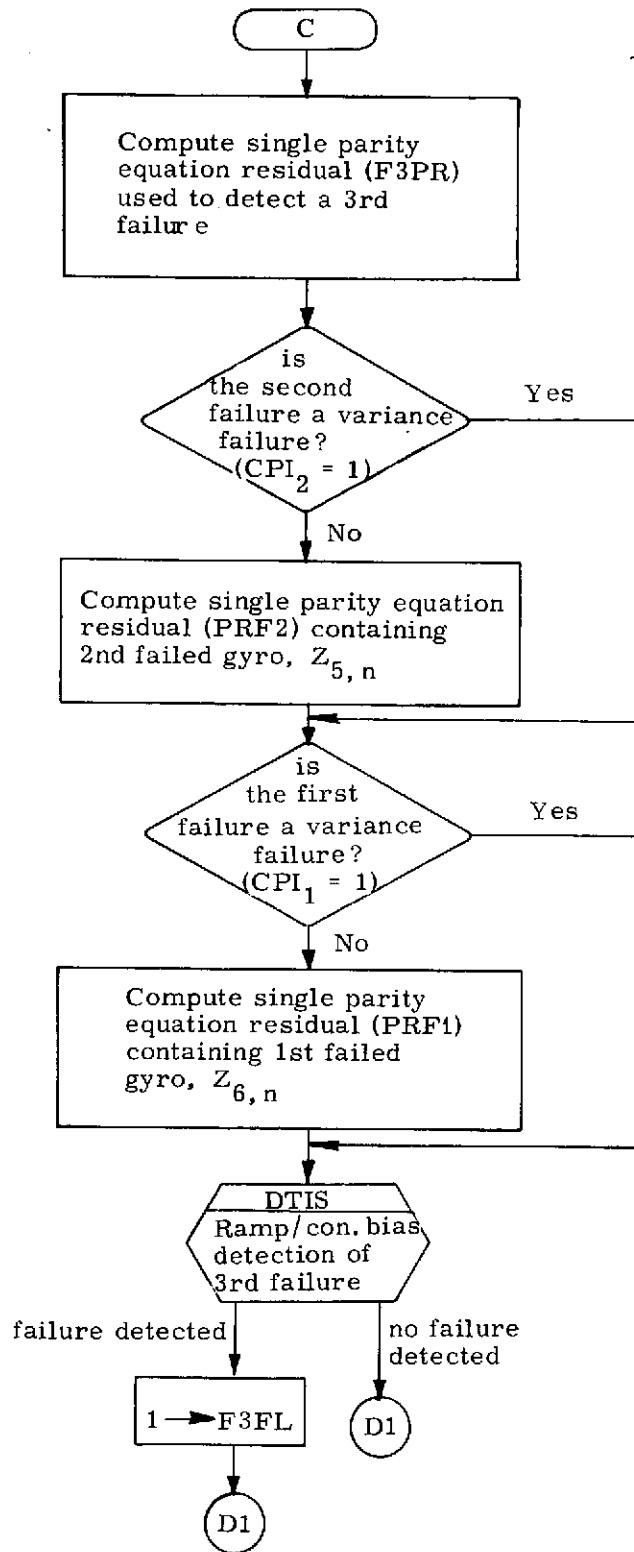 C
Compute single parity
equation residual (F3PR)
used to detect a 3rd
failure
is
the second
failure a variance
failure?
(CPI₂ = 1)
Yes
No
Compute single parity equation
residual (PRF2) containing
2nd failed gyro, Z₅, ₙ
is
the first
failure a variance
failure?
(CPI₁ = 1)
Yes
No
Compute single parity
equation residual (PRF1)
containing 1st failed
gyro, Z₆, ₙ
DTIS
Ramp/con. bias
detection of
3rd failure
failure detected
no failure
detected
1 → F3FL
D1
D1